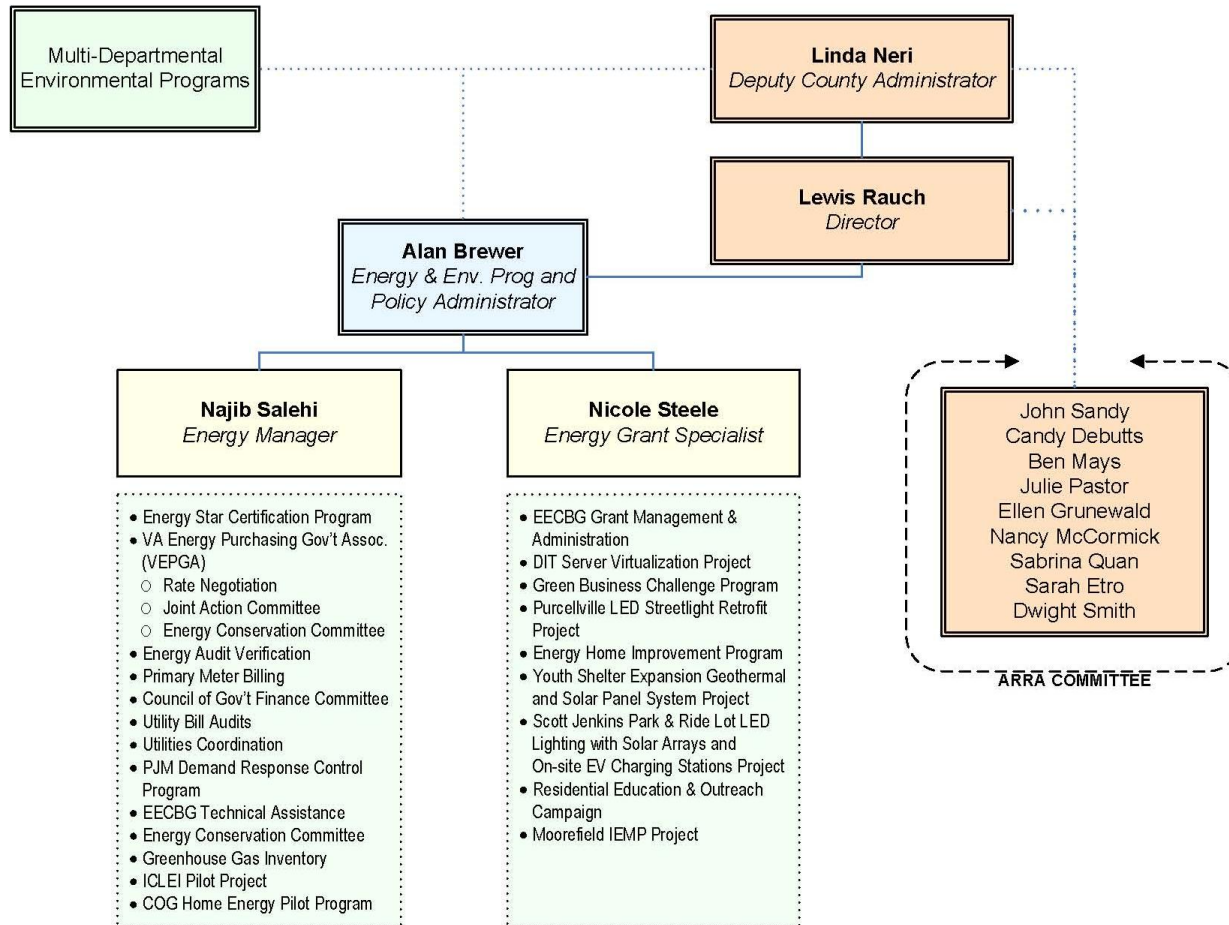 Multi-Departmental
Environmental Programs
Linda Neri
Deputy County Administrator
Lewis Rauch
Director
Alan Brewer
Energy & Env. Prog and
Policy Administrator
Najib Salehi
Energy Manager
Nicole Steele
Energy Grant Specialist
• Energy Star Certification Program
• VA Energy Purchasing Gov't Assoc.
(VEPGA)
○ Rate Negotiation
○ Joint Action Committee
○ Energy Conservation Committee
• Energy Audit Verification
• Primary Meter Billing
• Council of Gov't Finance Committee
• Utility Bill Audits
• Utilities Coordination
• PJM Demand Response Control
Program
• EECBG Technical Assistance
• Energy Conservation Committee
• Greenhouse Gas Inventory
• ICLEI Pilot Project
• COG Home Energy Pilot Program
• EECBG Grant Management &
Administration
• DIT Server Virtualization Project
• Green Business Challenge Program
• Purcellville LED Streetlight Retrofit
Project
• Energy Home Improvement Program
• Youth Shelter Expansion Geothermal
and Solar Panel System Project
• Scott Jenkins Park & Ride Lot LED
Lighting with Solar Arrays and
On-site EV Charging Stations Project
• Residential Education & Outreach
Campaign
• Moorefield IEMP Project
John Sandy
Candy Debutts
Ben Mays
Julie Pastor
Ellen Grunewald
Nancy McCormick
Sabrina Quan
Sarah Etro
Dwight Smith
ARRA COMMITTEE